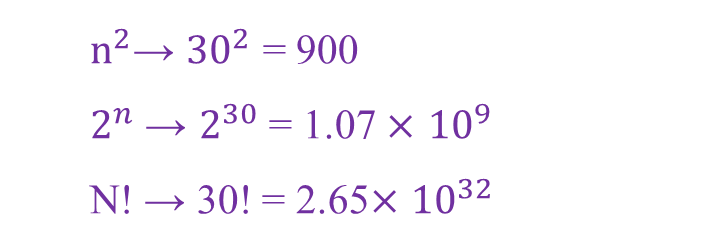 n² → 30² = 900
2ⁿ → 2³⁰ = 1.07 × 10⁹
N! → 30! = 2.65× 10³²